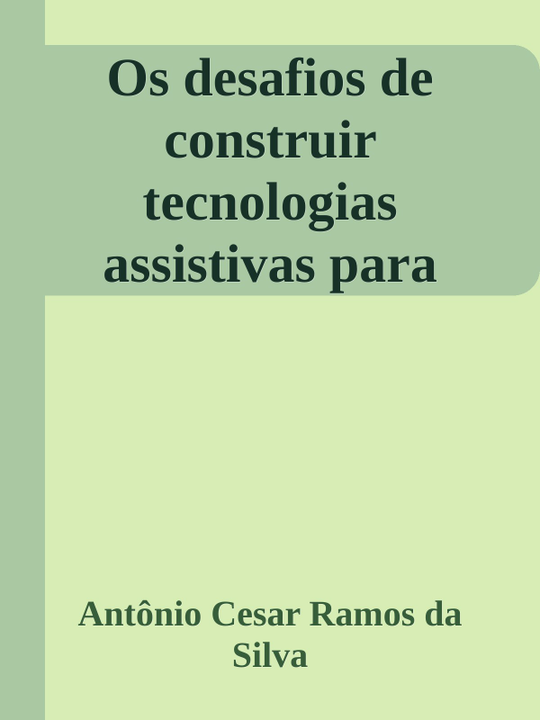 Os desafios de
construir
tecnologias
assistivas para
Antônio Cesar Ramos da
Silva